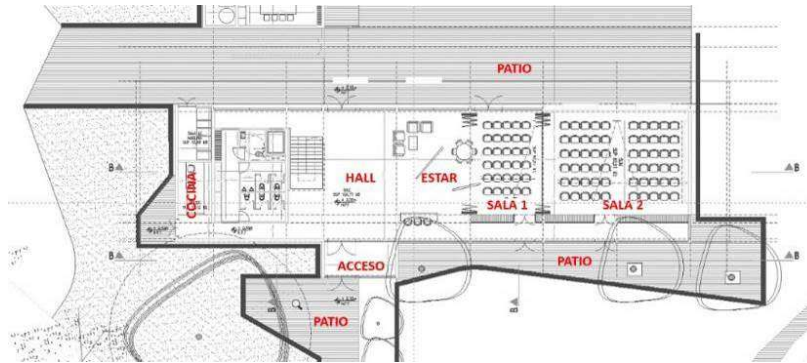 PATIO
COCINA
HALL
ESTAR
SALA 1
SALA 2
B
B
ACCESO
PATIO
B
B
PATIO
B
B